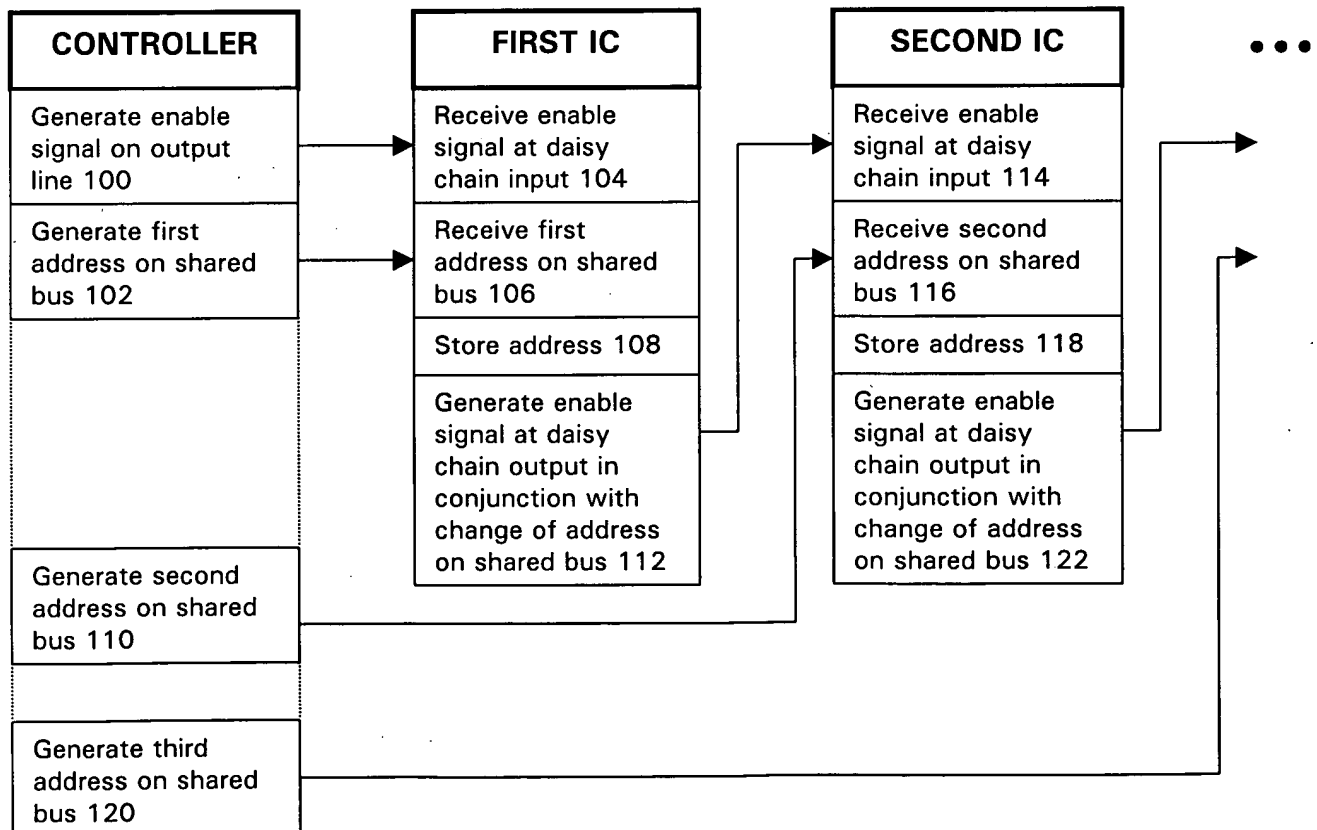 CONTROLLER
Generate enable
signal on output
line 100
Generate first
address on shared
bus 102
Generate second
address on shared
bus 110
Generate third
address on shared
bus 120
FIRST IC
Receive enable
signal at daisy
chain input 104
Receive first
address on shared
bus 106
Store address 108
Generate enable
signal at daisy
chain output in
conjunction with
change of address
on shared bus 112
SECOND IC
Receive enable
signal at daisy
chain input 114
Receive second
address on shared
bus 116
Store address 118
Generate enable
signal at daisy
chain output in
conjunction with
change of address
on shared bus 122
•••